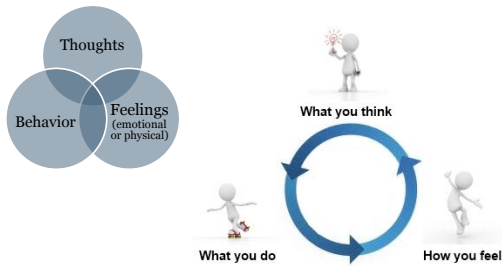 Thoughts
Behavior
Feelings
(emotional
or physical)
What you think
What you do
How you feel